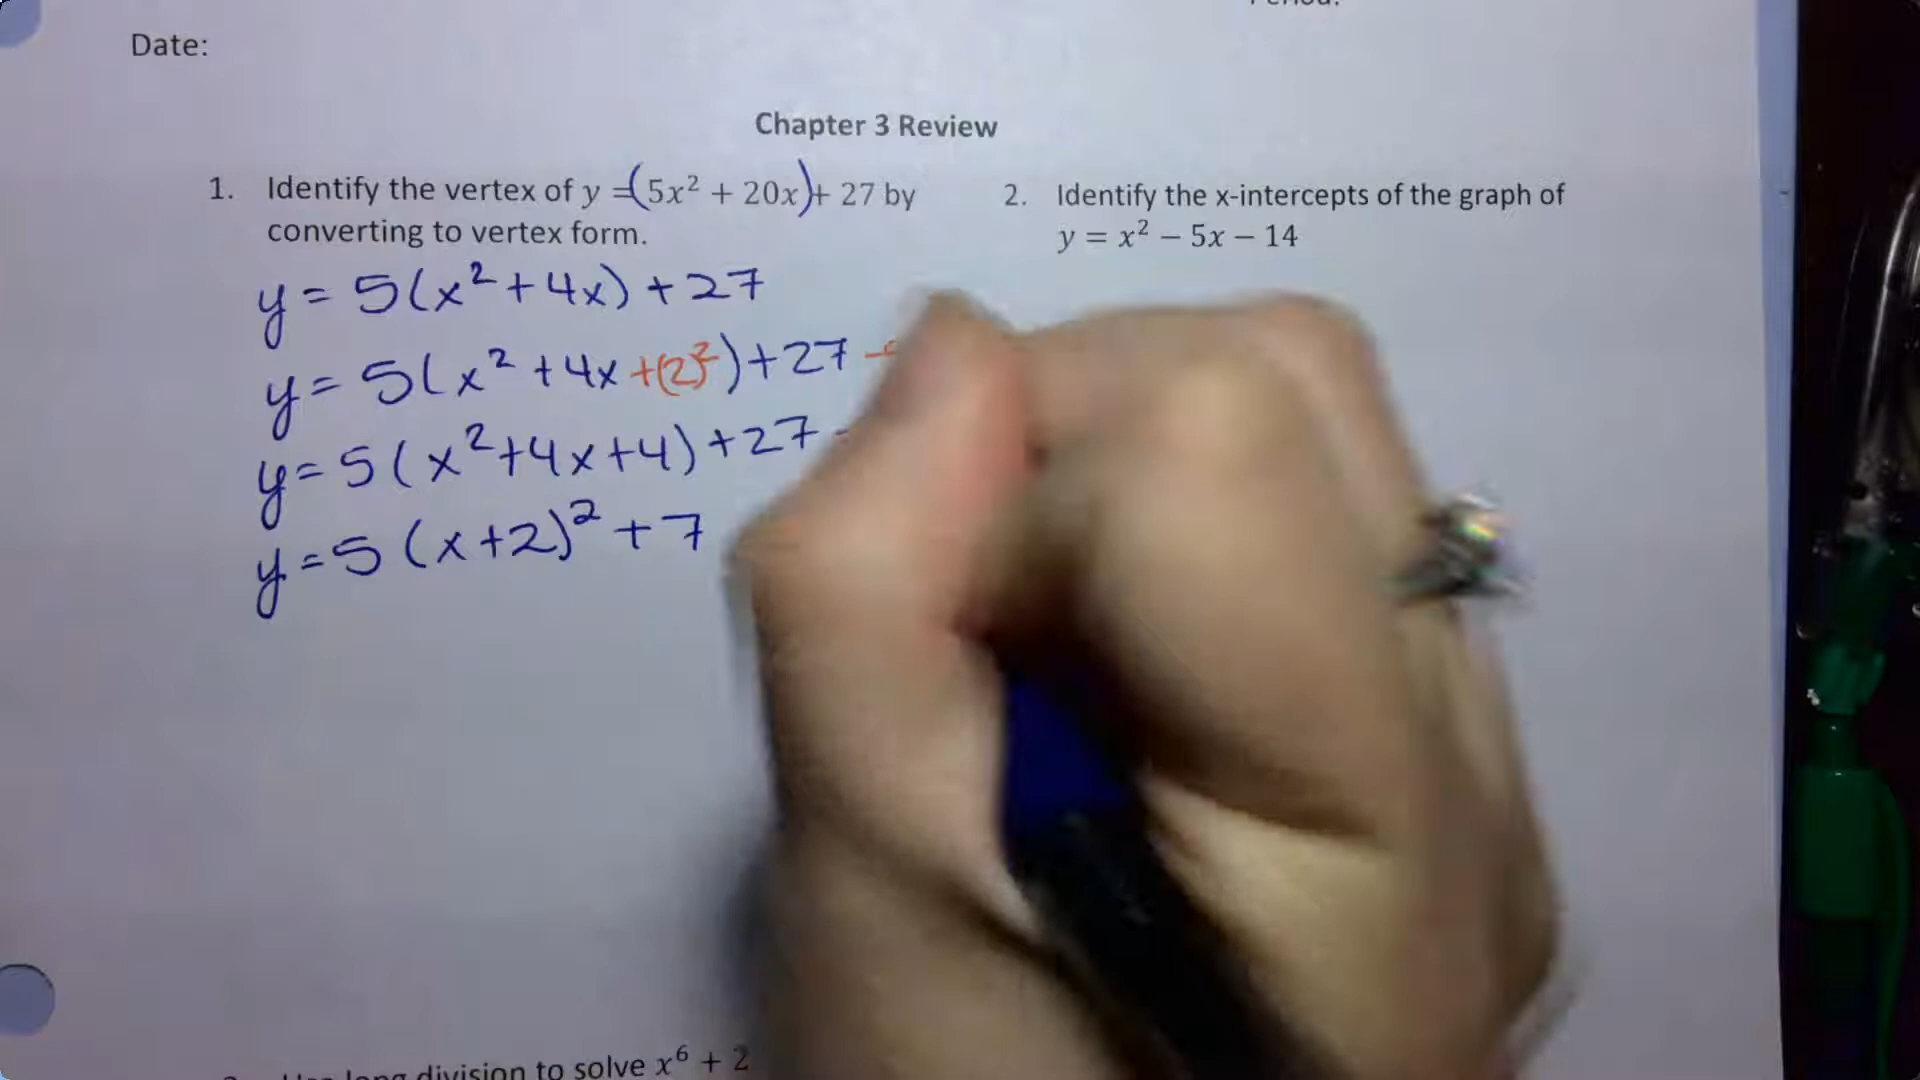 Date:
Chapter 3 Review
1. Identify the vertex of y =(5x² + 20x)+ 27 by
converting to vertex form.
y = 5(x² + 4x) + 27
y = 5(x² + 4x +(2)²) + 27 -
y = 5(x² + 4x + 4) + 27 -
y = 5(x + 2)² + 7
2. Identify the x-intercepts of the graph of
y = x² − 5x − 14
long division to solve x⁶ + 2